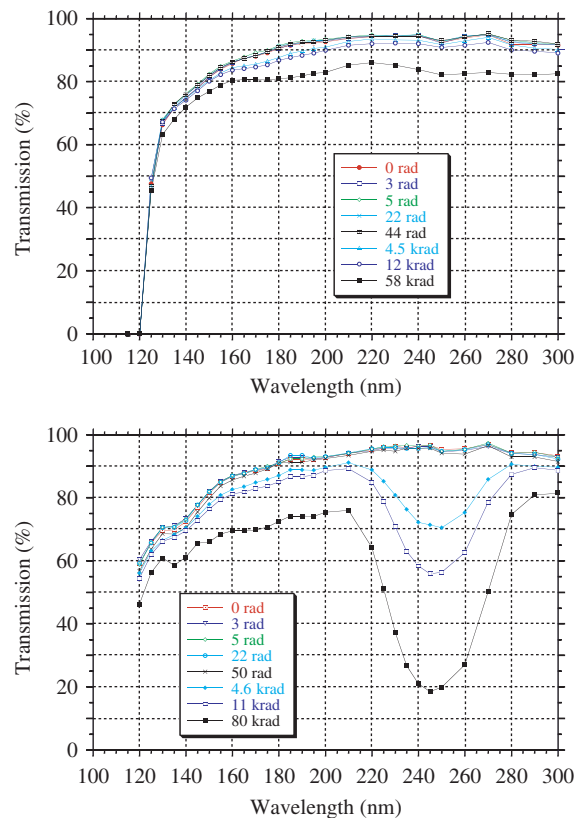 100
80
60
40
20
0
Transmission (%)
0 rad
3 rad
5 rad
22 rad
44 rad
4.5 krad
12 krad
58 krad
100 120 140 160 180 200 220 240 260 280 300
Wavelength (nm)
100
80
60
40
20
0
Transmission (%)
0 rad
3 rad
5 rad
22 rad
50 rad
4.6 krad
11 krad
80 krad
100 120 140 160 180 200 220 240 260 280 300
Wavelength (nm)